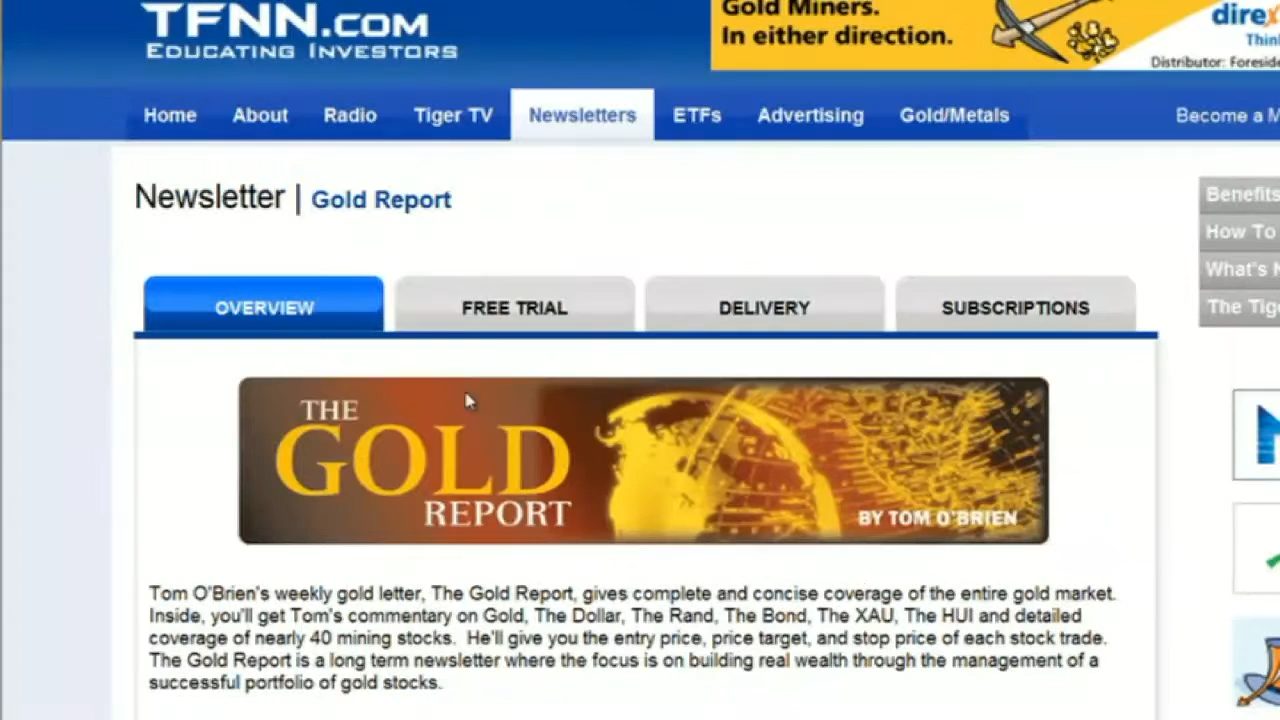 TFNN.COM
EDUCATING INVESTORS
Gold Miners.
In either direction.
Distributor:
Home About Radio Tiger TV Newsletters ETFs Advertising Gold/Metals Become a
Newsletter | Gold Report
Benefits
How To
What's
The
OVERVIEW FREE TRIAL DELIVERY SUBSCRIPTIONS
THE
GOLD
REPORT
BY TOM O'BRIEN
Tom O'Brien's weekly gold letter, The Gold Report, gives complete and concise coverage of the entire gold market.
Inside, you'll get Tom's commentary on Gold, The Dollar, The Rand, The Bond, The XAU, The HUI and detailed
coverage of nearly 40 mining stocks. He'll give you the entry price, price target, and stop price of each stock trade.
The Gold Report is a long term newsletter where the focus is on building real wealth through the management of a
successful portfolio of gold stocks.